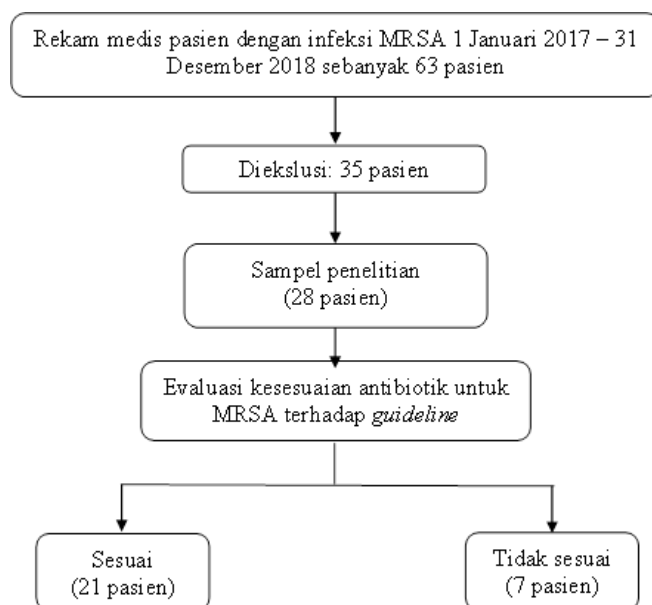 Rekam medis pasien dengan infeksi MRSA 1 Januari 2017 – 31
Desember 2018 sebanyak 63 pasien
Diekslusi: 35 pasien
Sampel penelitian
(28 pasien)
Evaluasi kesesuaian antibiotik untuk
MRSA terhadap guideline
Sesuai
(21 pasien)
Tidak sesuai
(7 pasien)